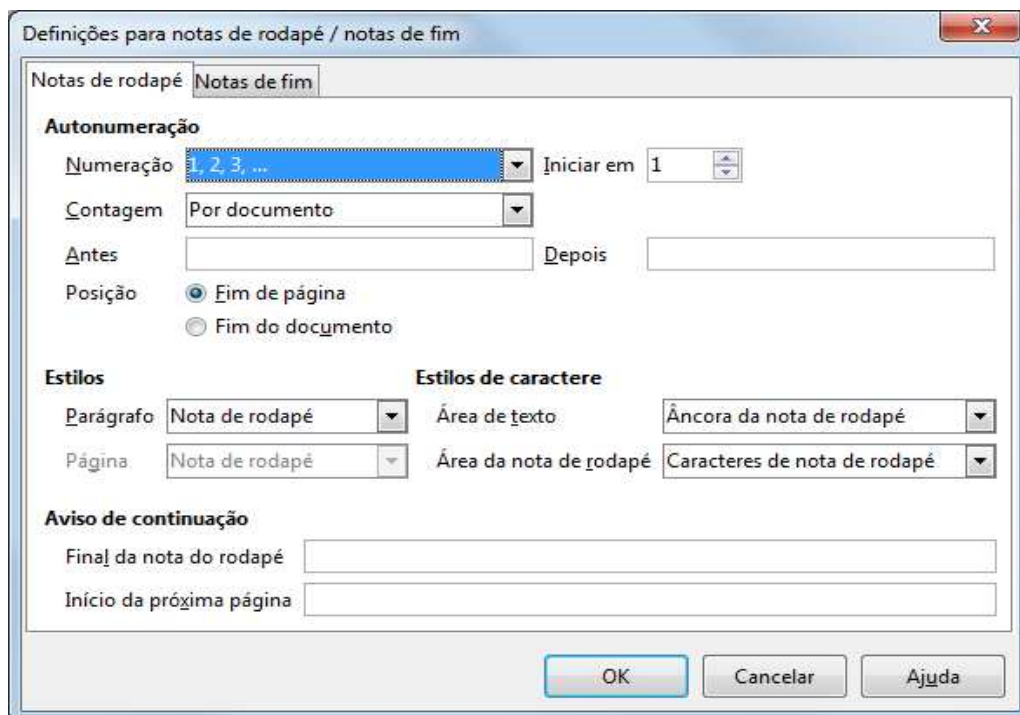 Definições para notas de rodapé / notas de fim
Notas de rodapé Notas de fim
Autonumeração
Numeração 1, 2, 3, ... Iniciar em 1
Contagem Por documento
Antes Depois
Posição Fim de página
Fim do documento
Estilos Estilos de caractere
Parágrafo Nota de rodapé Área de texto Âncora da nota de rodapé
Página Nota de rodapé Área da nota de rodapé Caracteres de nota de rodapé
Aviso de continuação
Final da nota do rodapé
Início da próxima página
OK Cancelar Ajuda